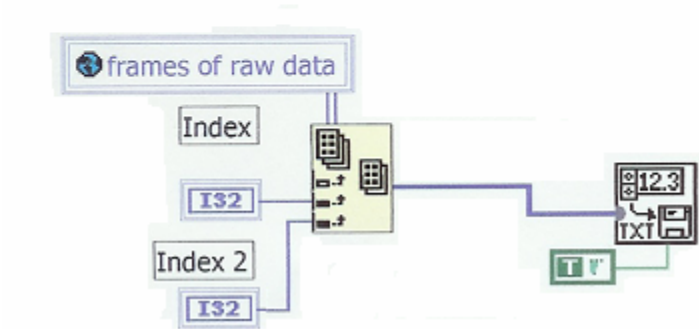 frames of raw data
Index
I32
Index 2
I32
12.3
TXT
T